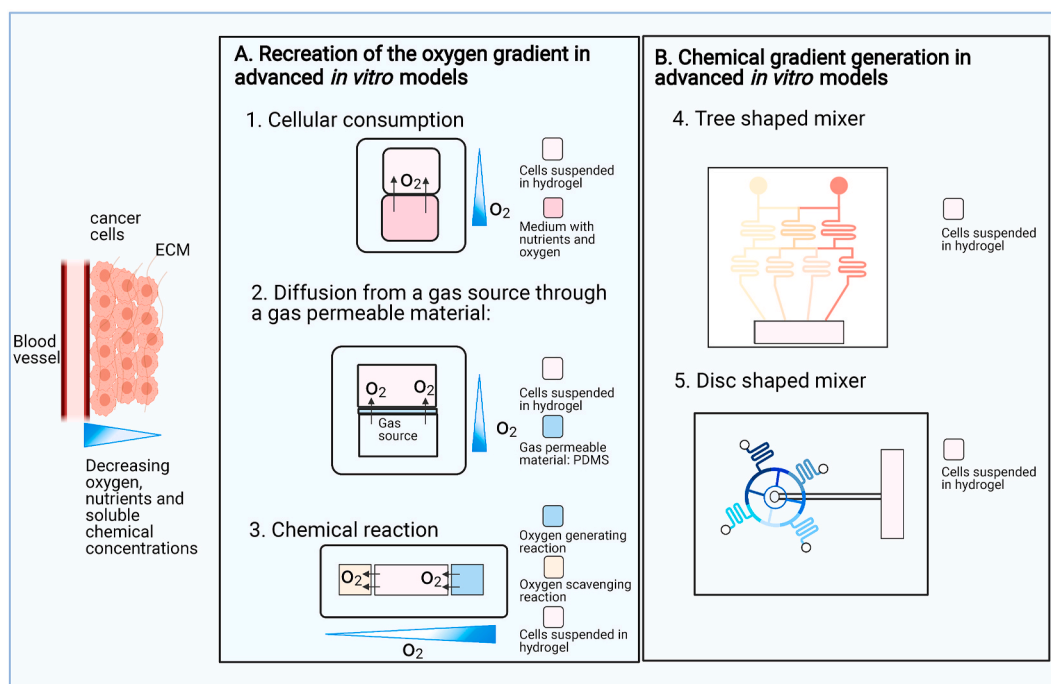 cancer
cells
ECM
Blood
vessel
Decreasing
oxygen,
nutrients and
soluble
chemical
concentrations
A. Recreation of the oxygen gradient in
advanced in vitro models
1. Cellular consumption
O2
O2
Cells suspended
in hydrogel
Medium with
nutrients and
oxygen
2. Diffusion from a gas source through
a gas permeable material:
O2 O2
Gas
source
O2
Cells suspended
in hydrogel
Gas permeable
material: PDMS
3. Chemical reaction
O2 O2
O2
Oxygen generating
reaction
Oxygen scavenging
reaction
Cells suspended in
hydrogel
B. Chemical gradient generation in
advanced in vitro models
4. Tree shaped mixer
Cells suspended
in hydrogel
5. Disc shaped mixer
Cells suspended
in hydrogel